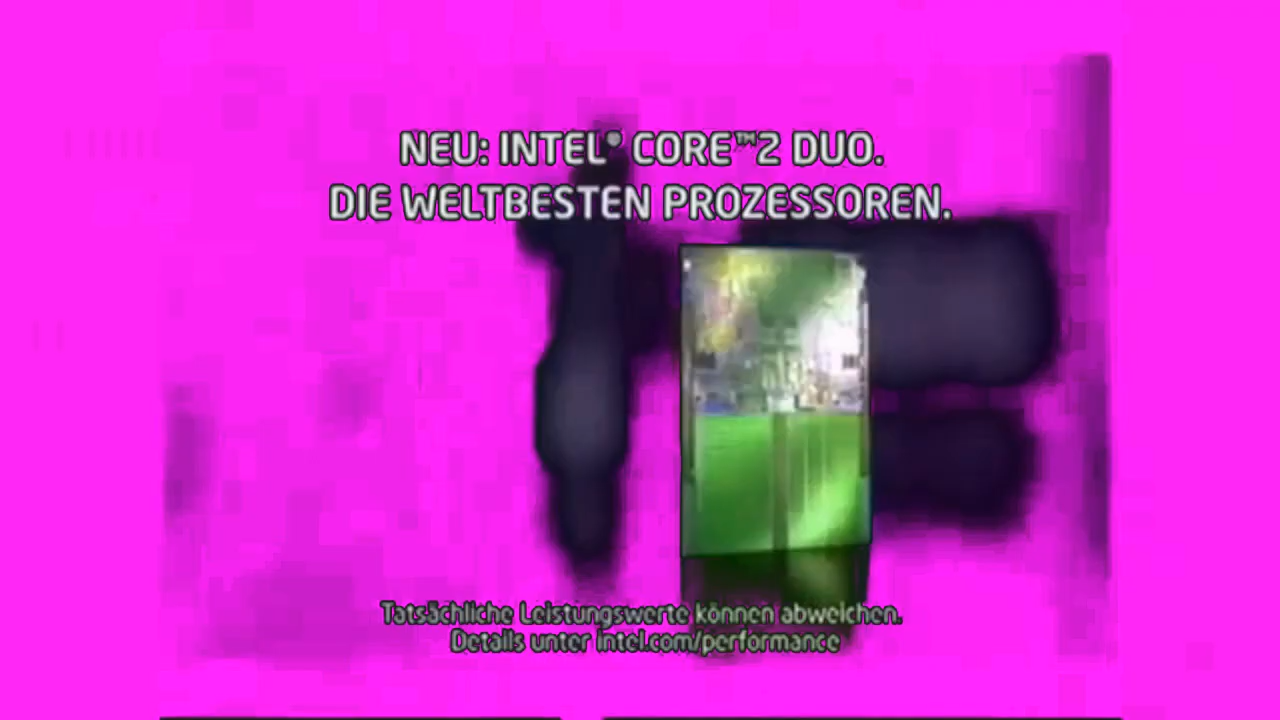 NEU: INTEL® CORE™2 DUO.
DIE WELTBESTEN PROZESSOREN.
Tatsächliche Leistungswerte können abweichen.
Details unter intel.com/performance